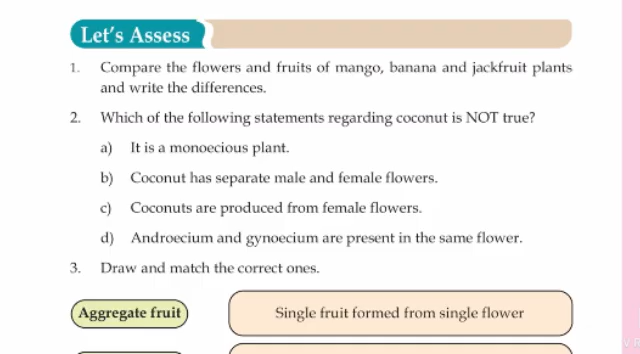 Let's Assess
1. Compare the flowers and fruits of mango, banana and jackfruit plants
and write the differences.
2. Which of the following statements regarding coconut is NOT true?
a) It is a monoecious plant.
b) Coconut has separate male and female flowers.
c) Coconuts are produced from female flowers.
d) Androecium and gynoecium are present in the same flower.
3. Draw and match the correct ones.
Aggregate fruit Single fruit formed from single flower